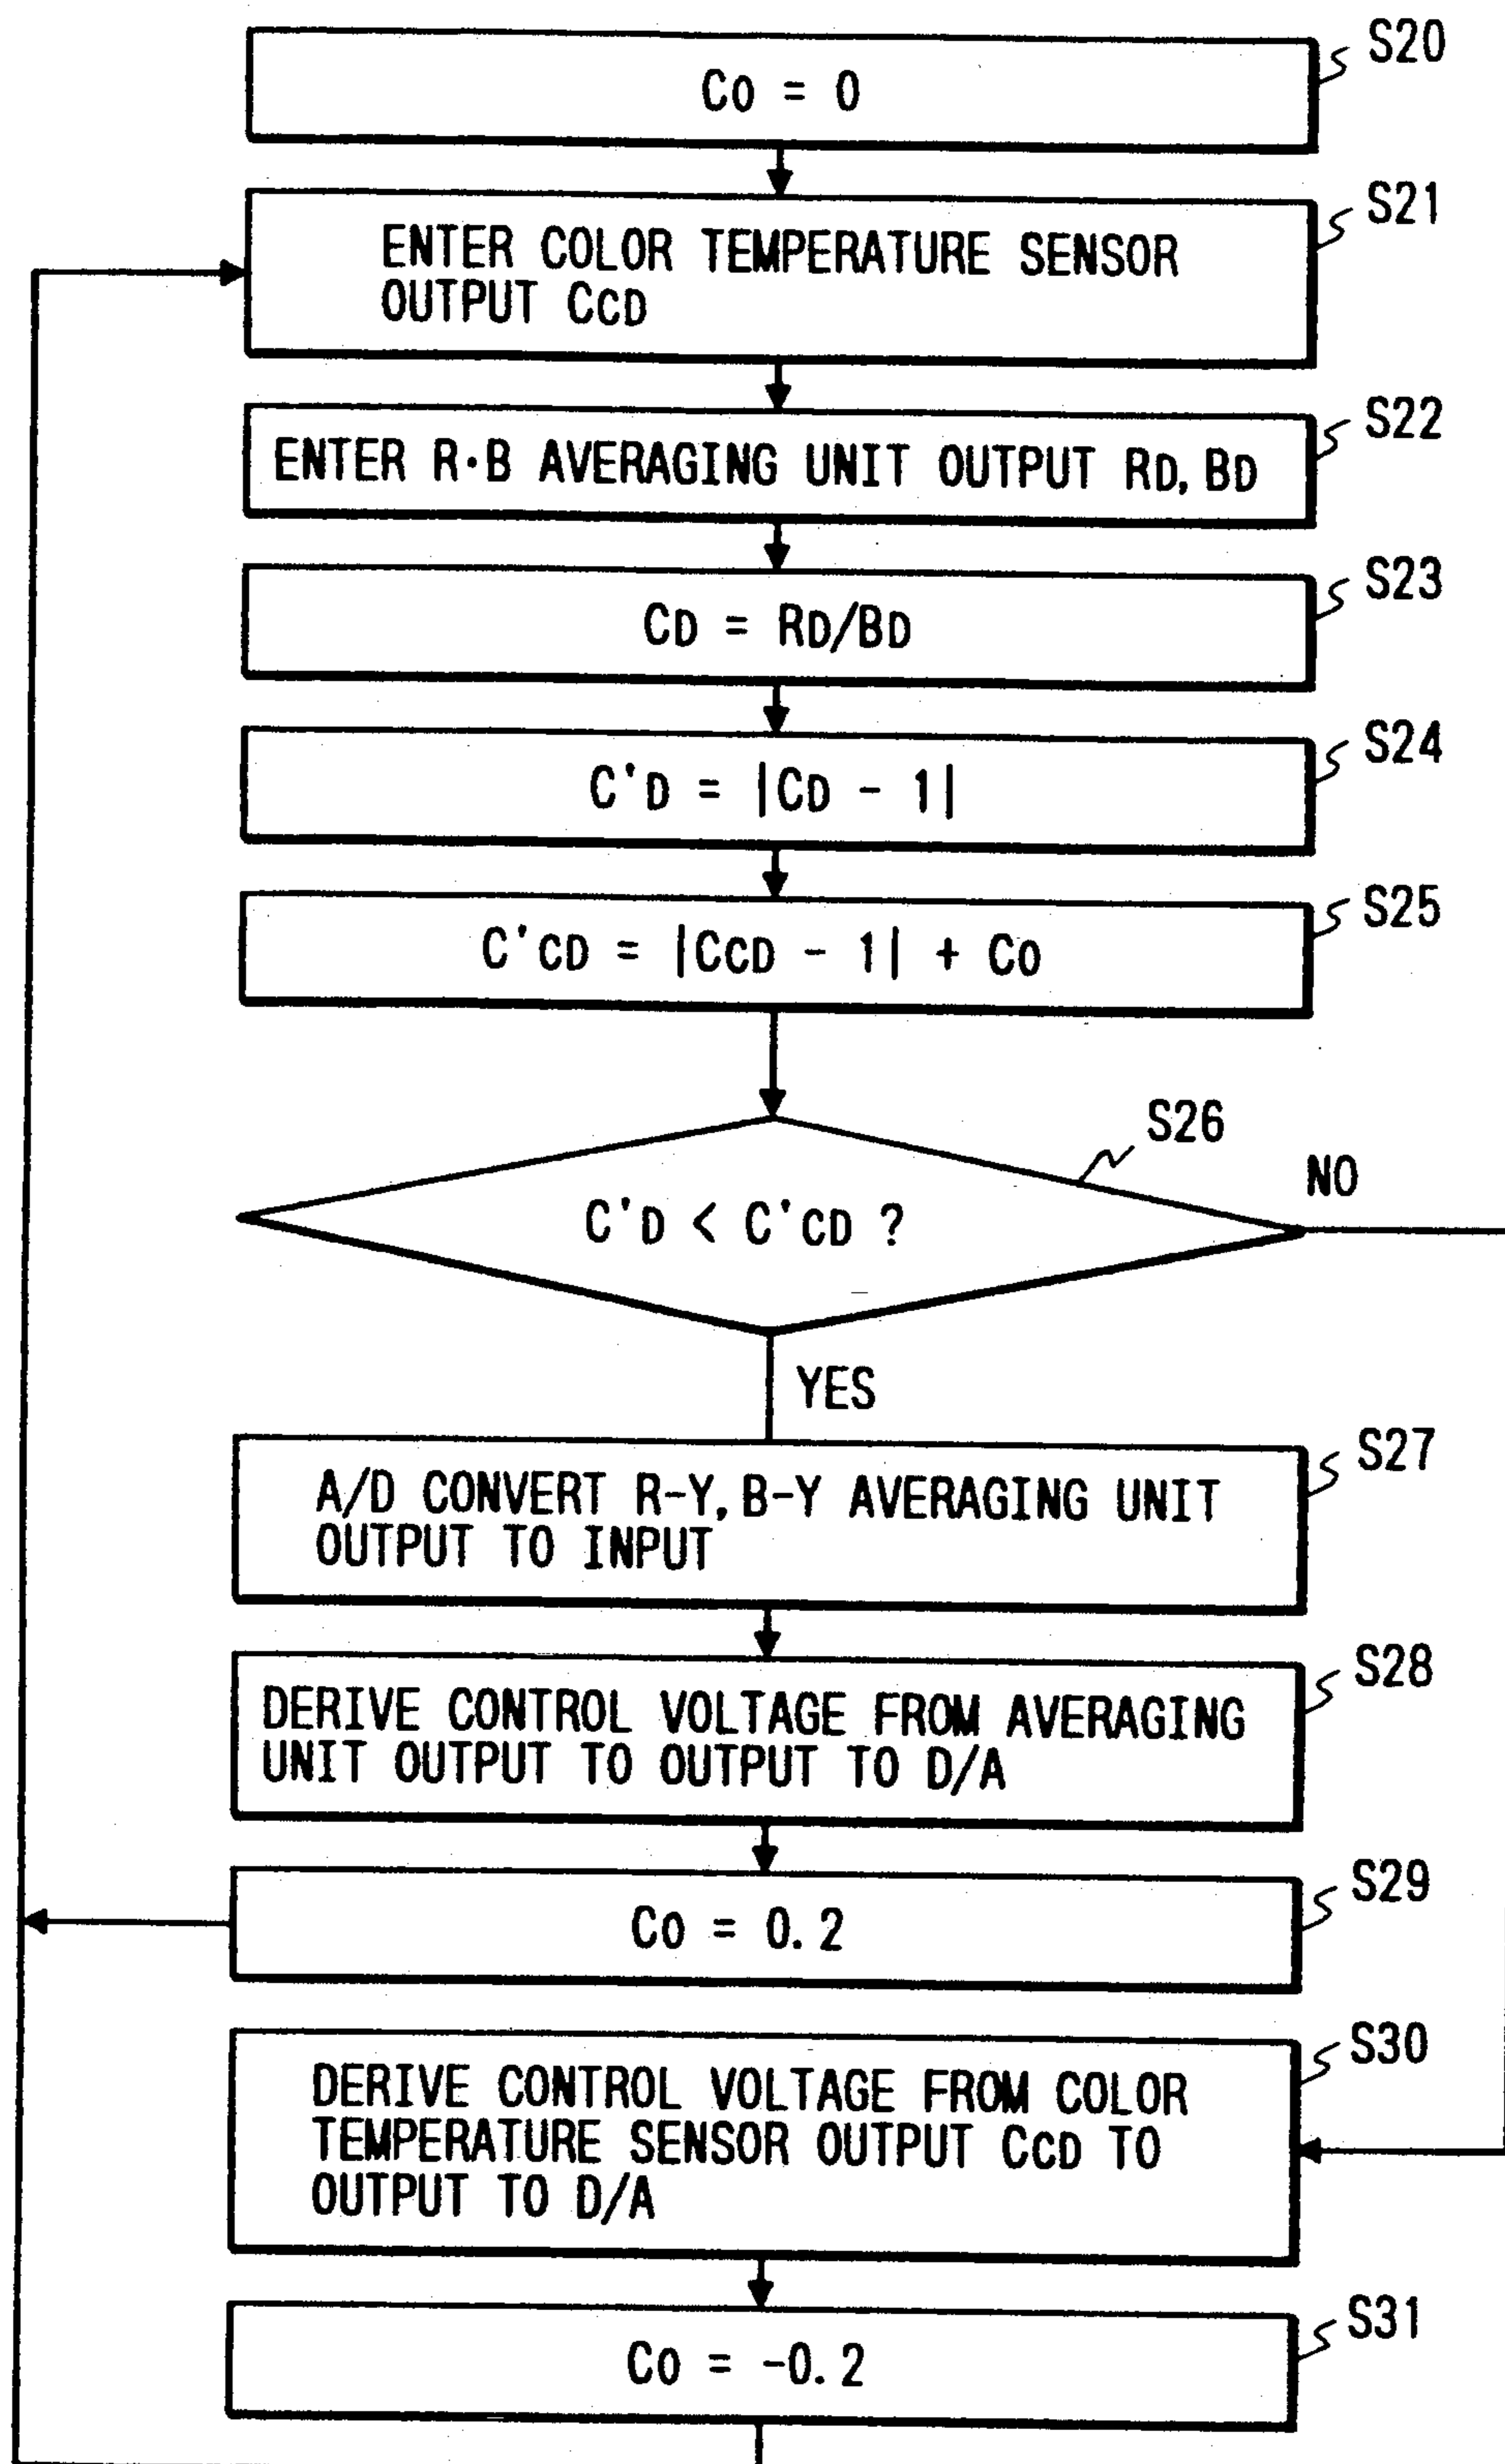 S20
Co = 0
S21
ENTER COLOR TEMPERATURE SENSOR
OUTPUT CCD
S22
ENTER R·B AVERAGING UNIT OUTPUT RD, BD
S23
CD = RD/BD
S24
C'D = |CD - 1|
S25
C'CD = |CCD - 1| + Co
S26
NO
C'D < C'CD ?
YES
S27
A/D CONVERT R-Y, B-Y AVERAGING UNIT
OUTPUT TO INPUT
S28
DERIVE CONTROL VOLTAGE FROM AVERAGING
UNIT OUTPUT TO OUTPUT TO D/A
S29
Co = 0.2
S30
DERIVE CONTROL VOLTAGE FROM COLOR
TEMPERATURE SENSOR OUTPUT CCD TO
OUTPUT TO D/A
S31
Co = -0.2